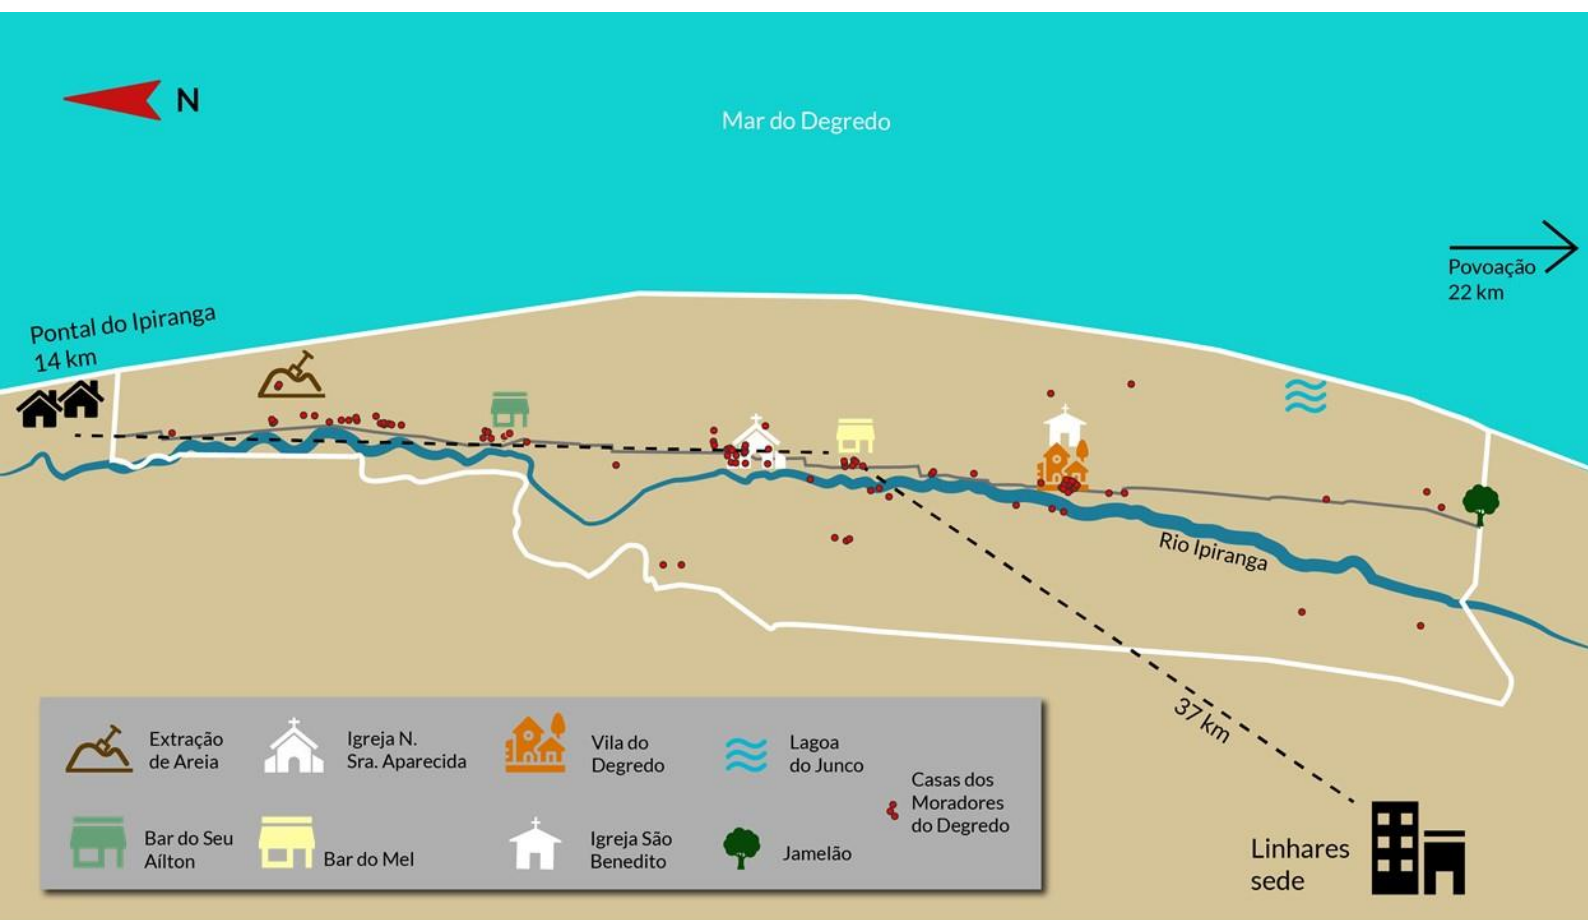 N
Mar do Degredo
Povoação
22 km
Pontal do Ipiranga
14 km
Rio Ipiranga
37 km
Extração
de Areia
Igreja N.
Sra. Aparecida
Vila do
Degredo
Lagoa
do Junco
Casas dos
Moradores
do Degredo
Bar do Seu
Aílton
Bar do Mel
Igreja São
Benedito
Jamelão
Linhares
sede